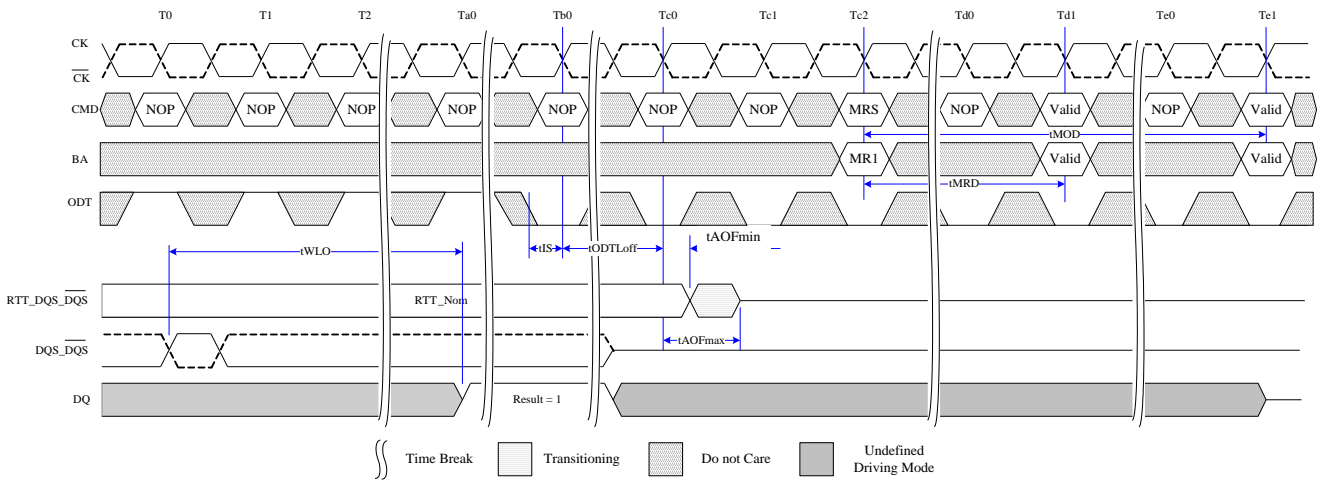 T0 T1 T2 Ta0 Tb0 Tc0 Tc1 Tc2 Td0 Td1 Te0 Te1
CK
CK
CMD NOP NOP NOP NOP NOP NOP NOP MRS NOP Valid NOP Valid
tMOD
BA MR1 Valid Valid
tMRD
ODT
tAOFmin
tWLO tIS tODTLoff
RTT_DQS_DQS RTT_Nom
tAOFmax
DQS_DQS
DQ Result = 1
Time Break Transitioning Do not Care Undefined
Driving Mode